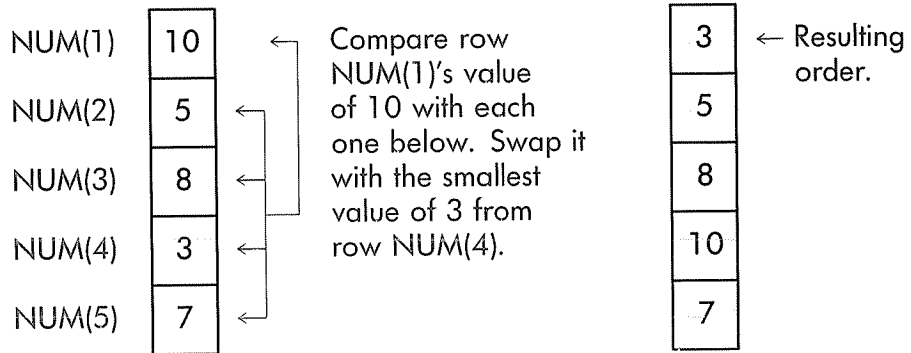 NUM(1) 10
NUM(2) 5
NUM(3) 8
NUM(4) 3
NUM(5) 7
Compare row
NUM(1)'s value
of 10 with each
one below. Swap it
with the smallest
value of 3 from
row NUM(4).
3
5
8
10
7
← Resulting
order.